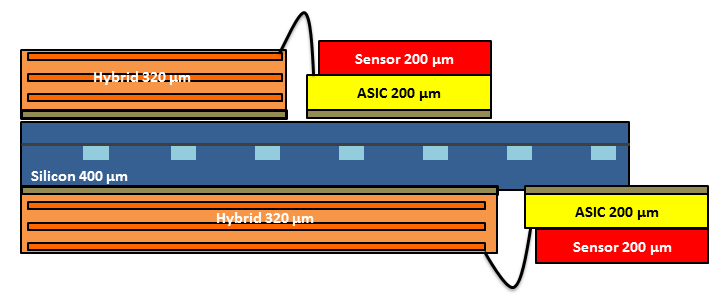 Sensor 200 µm
Hybrid 320 µm
ASIC 200 µm
Silicon 400 µm
Hybrid 320 µm
ASIC 200 µm
Sensor 200 µm